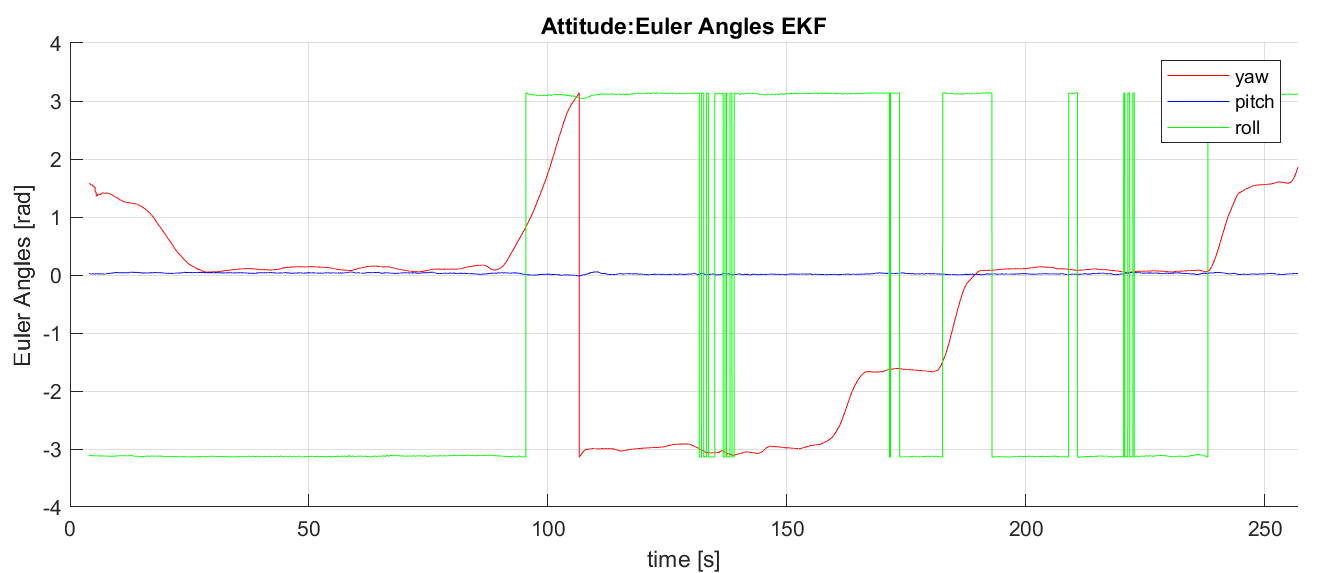 Attitude:Euler Angles EKF
yaw
pitch
roll
Euler Angles [rad]
4
3
2
1
0
-1
-2
-3
-4
0
50
100
150
200
250
time [s]